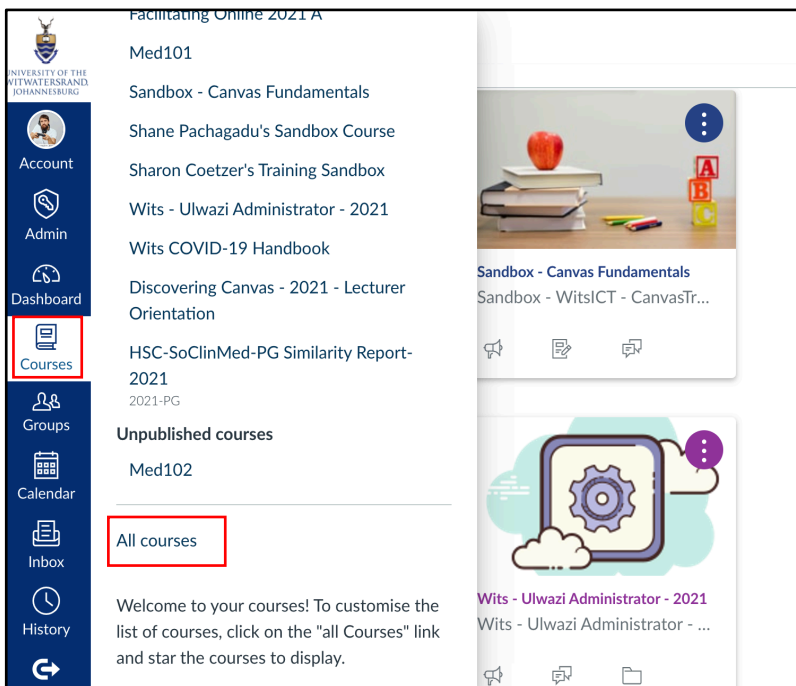 Facilitating Online 2021 A
Med101
Sandbox - Canvas Fundamentals
Shane Pachagadu's Sandbox Course
Sharon Coetzer's Training Sandbox
Wits - Ulwazi Administrator - 2021
Wits COVID-19 Handbook
Discovering Canvas - 2021 - Lecturer
Orientation
HSC-SoClinMed-PG Similarity Report-
2021
2021-PG
Unpublished courses
Med102
All courses
Welcome to your courses! To customise the
list of courses, click on the "all Courses" link
and star the courses to display.
UNIVERSITY OF THE
WITWATERSRAND,
JOHANNESBURG
Account
Admin
Dashboard
Courses
Groups
Calendar
Inbox
History
A
B
C
Sandbox - Canvas Fundamentals
Sandbox - WitsICT - CanvasTr...
Wits - Ulwazi Administrator - 2021
Wits - Ulwazi Administrator - ...